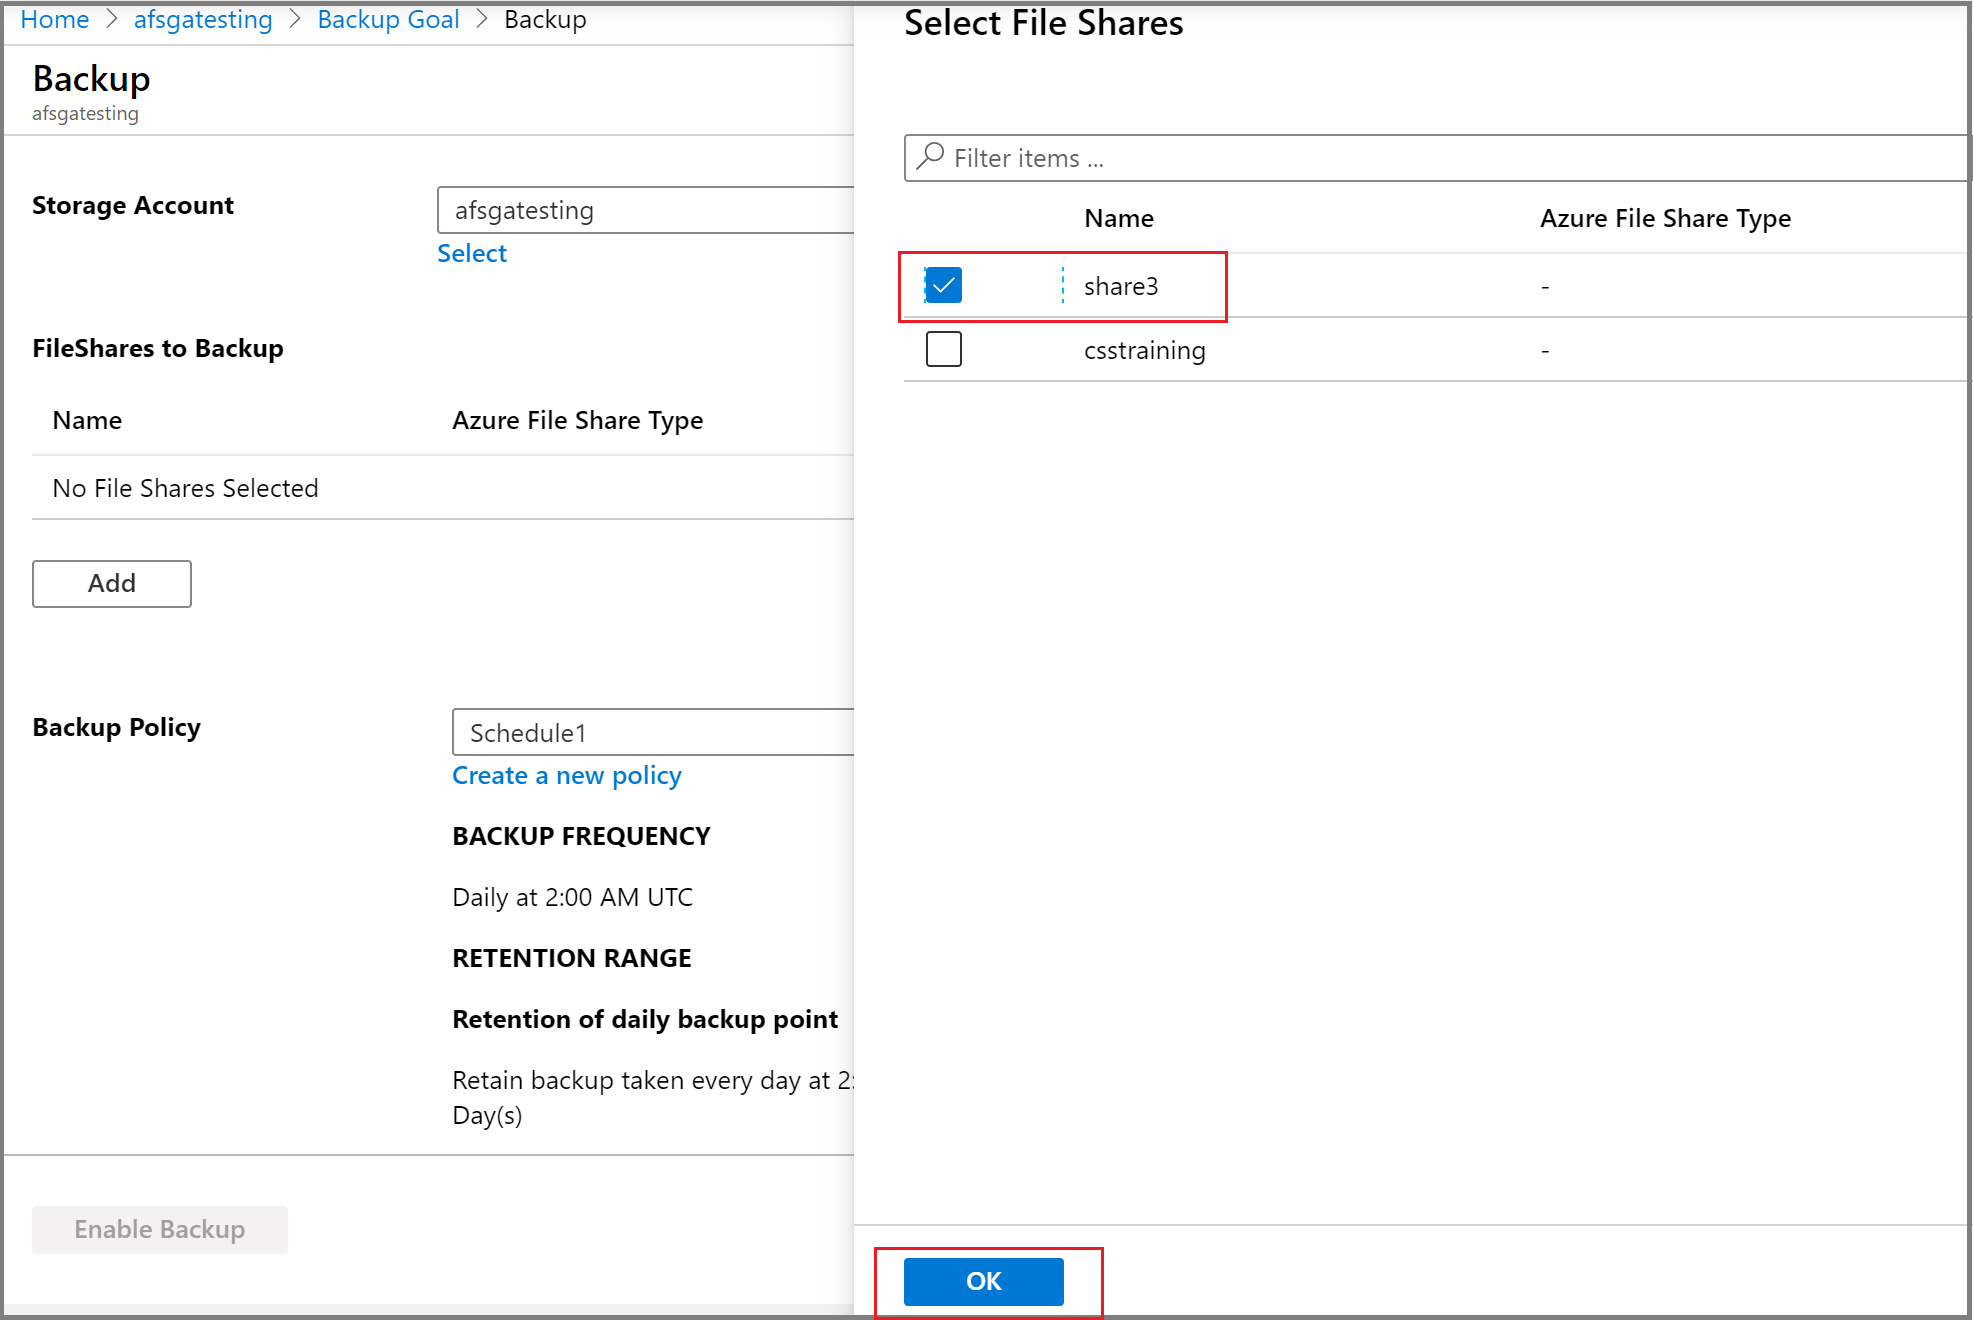 Home > afsgatesting > Backup Goal > Backup
Backup
afsgatesting
Storage Account
afsgatesting
Select
FileShares to Backup
Name Azure File Share Type
No File Shares Selected
Add
Backup Policy
Schedule1
Create a new policy
BACKUP FREQUENCY
Daily at 2:00 AM UTC
RETENTION RANGE
Retention of daily backup point
Retain backup taken every day at 2:
Day(s)
Enable Backup
Select File Shares
Filter items ...
Name Azure File Share Type
share3 -
csstraining -
OK